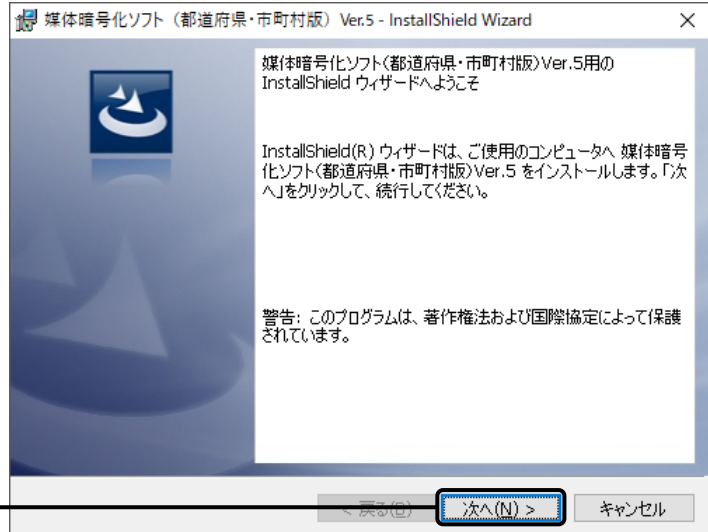 媒体暗号化ソフト（都道府県・市町村版）Ver.5 - InstallShield Wizard
媒体暗号化ソフト(都道府県・市町村版)Ver.5用の
InstallShield ウィザードへようこそ
InstallShield(R) ウィザードは、ご使用のコンピュータへ 媒体暗号
化ソフト(都道府県・市町村版)Ver.5 をインストールします。「次
へ」をクリックして、続行してください。
警告: このプログラムは、著作権法および国際協定によって保護
されています。
< 戻る(B)
次へ(N) >
キャンセル